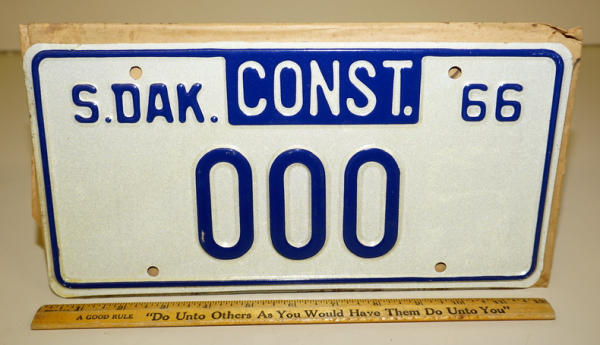 S.DAK. CONST. 66
000
A GOOD RULE "Do Unto Others As You Would Have Them Do Unto You"